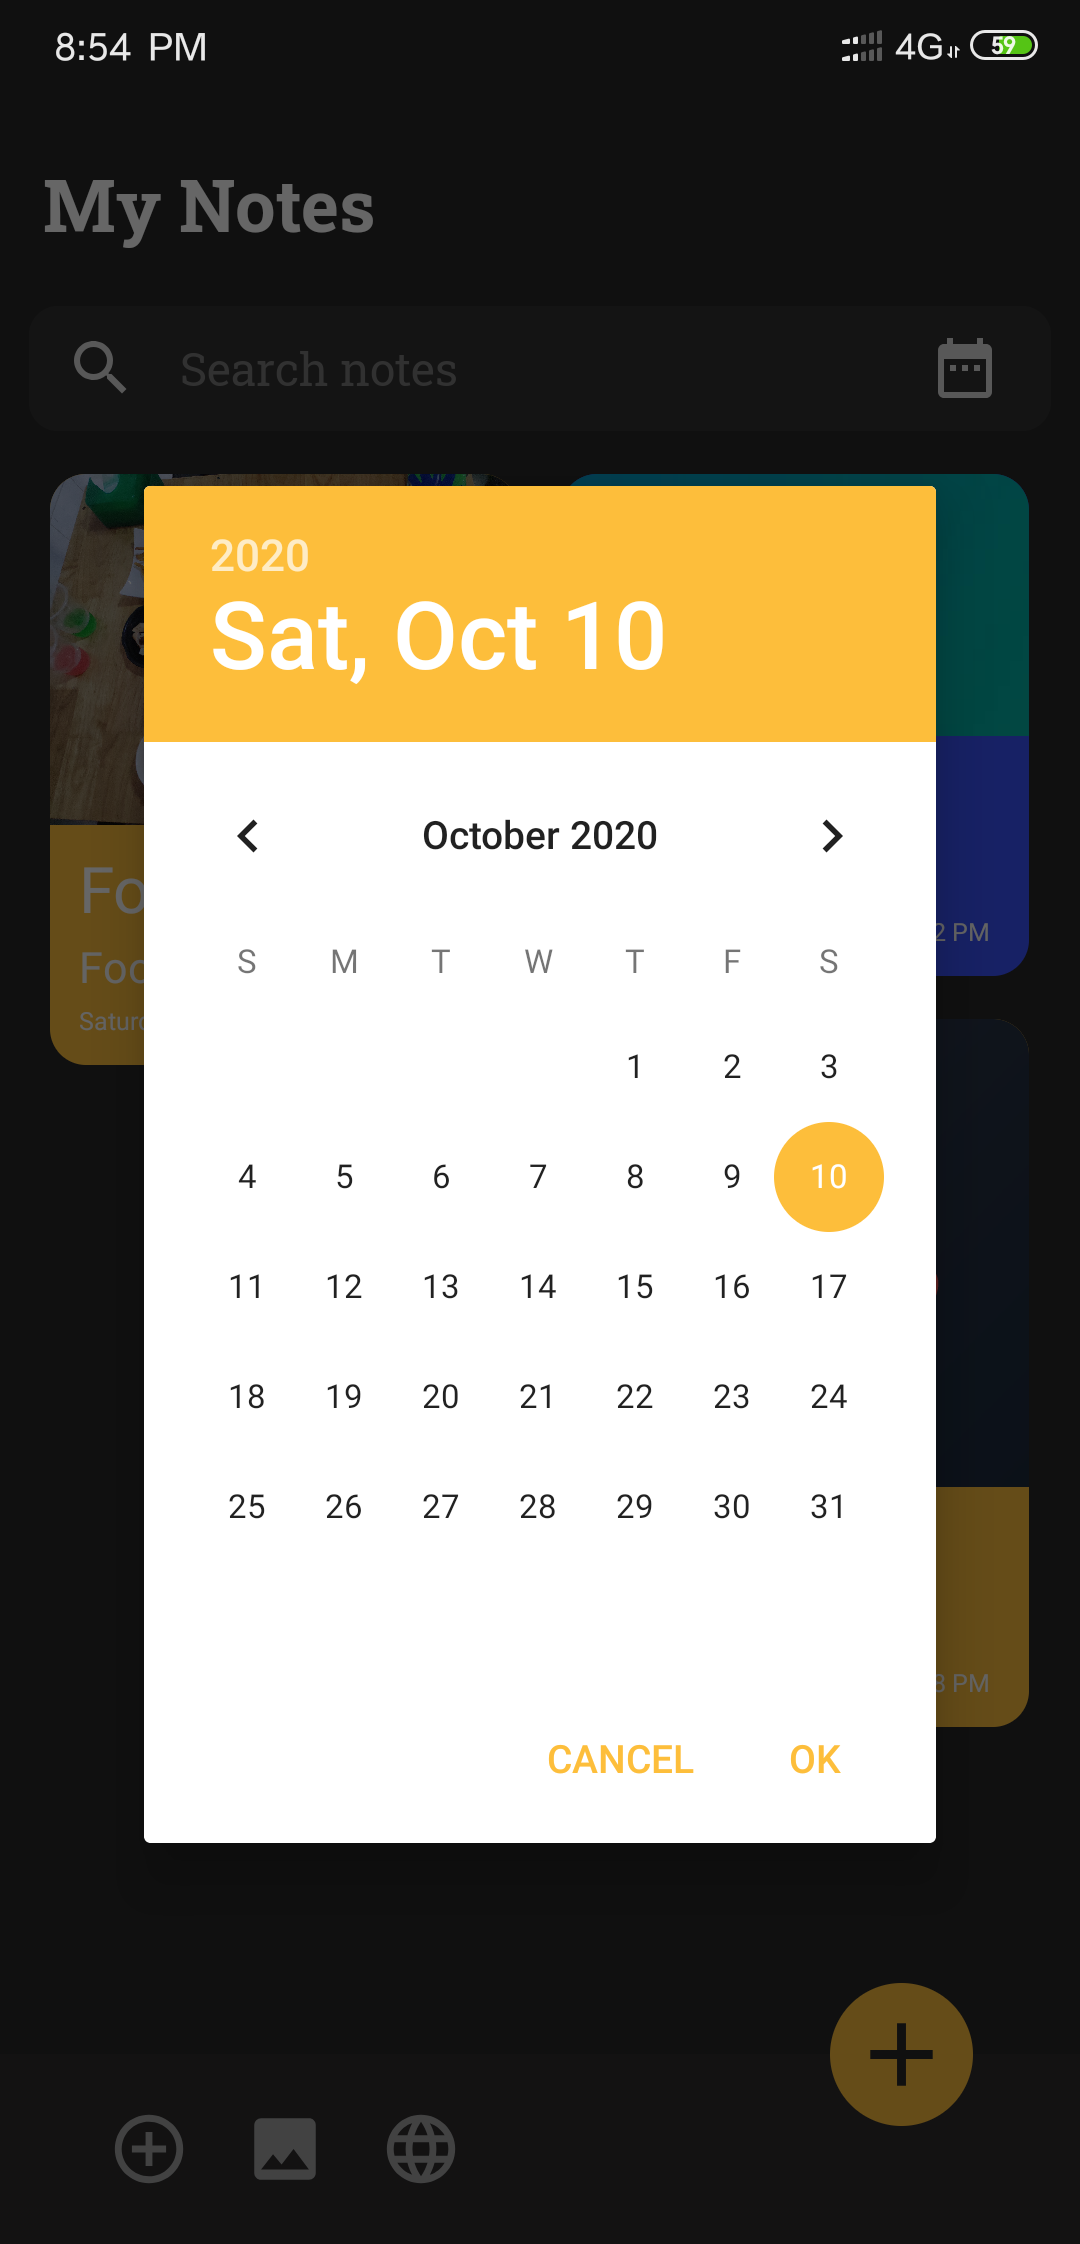 8:54 PM 4G 59
My Notes
Search notes
2020
Sat, Oct 10
October 2020
S M T W T F S
1 2 3
4 5 6 7 8 9 10
11 12 13 14 15 16 17
18 19 20 21 22 23 24
25 26 27 28 29 30 31
CANCEL OK
PM
PM